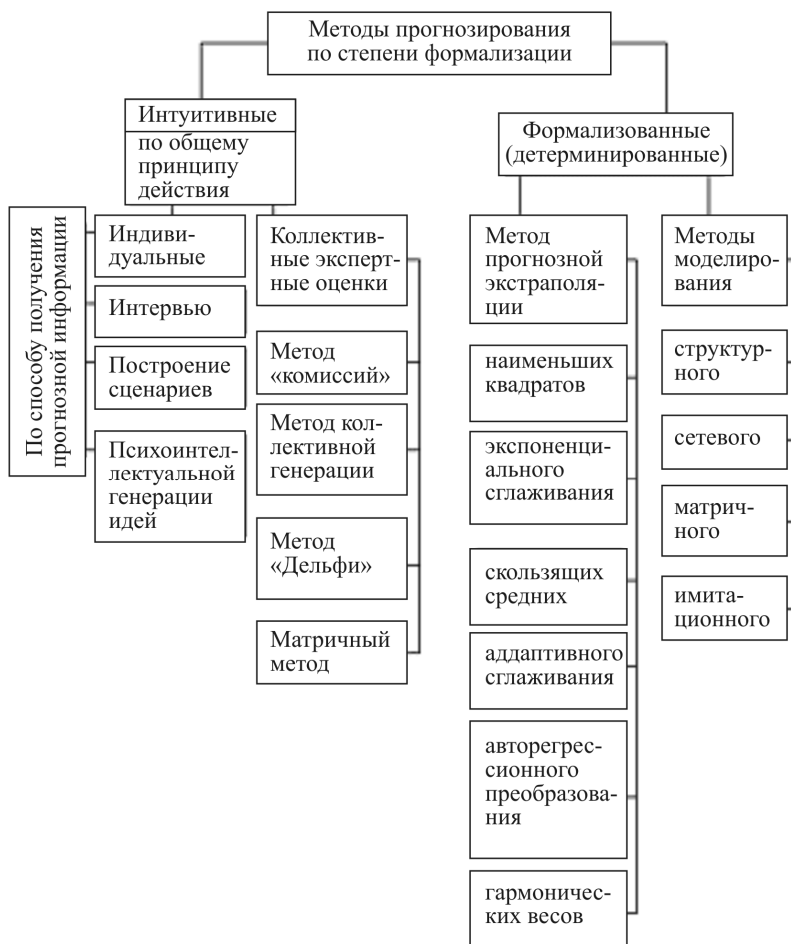 Методы прогнозирования
по степени формализации
Интуитивные
по общему
принципу
действия
Формализованные
(детерминированные)
По способу получения
прогнозной информации
Индиви-
дуальные
Интервью
Построение
сценариев
Психоинтел-
лектуальной
генерации
идей
Коллектив-
ные эксперт-
ные оценки
Метод
«комиссий»
Метод кол-
лективной
генерации
Метод
«Дельфи»
Матричный
метод
Метод
прогнозной
экстраполя-
ции
наименьших
квадратов
экспоненци-
ального
сглаживания
скользящих
средних
аддаптивного
сглаживания
авторегрес-
сионного
преобразова-
ния
гармоничес-
ких весов
Методы
моделиро-
вания
структур-
ного
сетевого
матрич-
ного
имита-
ционного